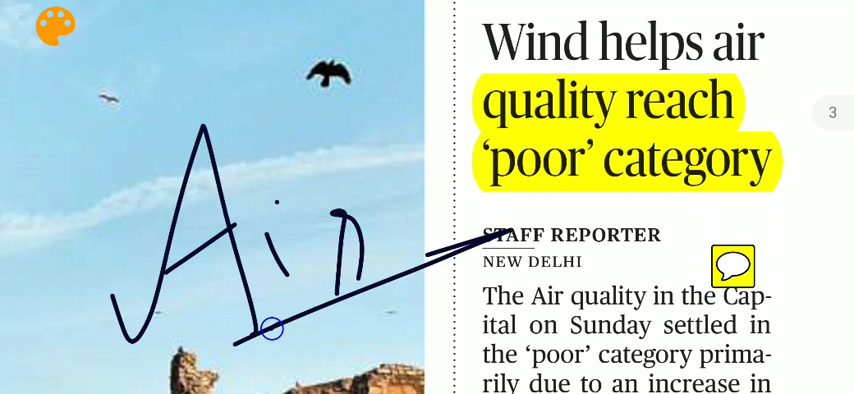 Air
Wind helps air
quality reach
‘poor’ category
3
STAFF REPORTER
NEW DELHI
The Air quality in the Cap-
ital on Sunday settled in
the ‘poor’ category prima-
rily due to an increase in